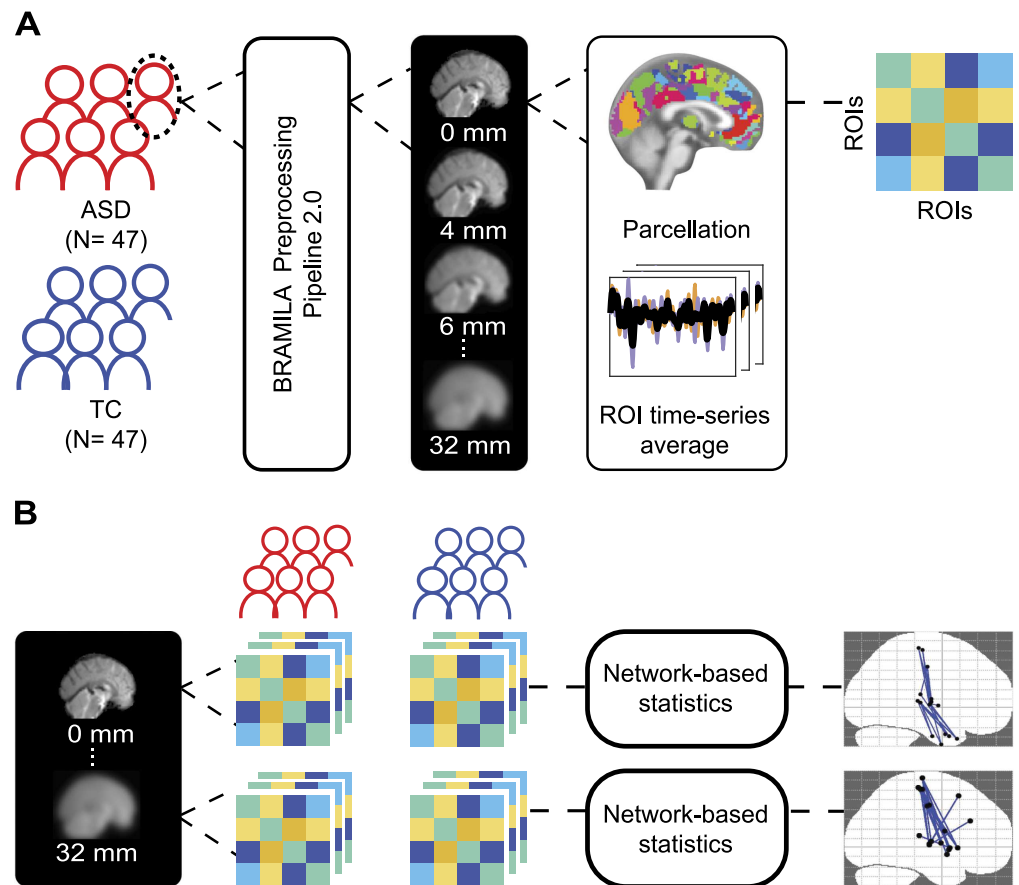 A
ASD
(N= 47)
TC
(N= 47)
BRAMILA Preprocessing
Pipeline 2.0
0 mm
4 mm
6 mm
32 mm
Parcellation
ROI time-series
average
ROIs
ROIs
B
0 mm
32 mm
Network-based
statistics
Network-based
statistics